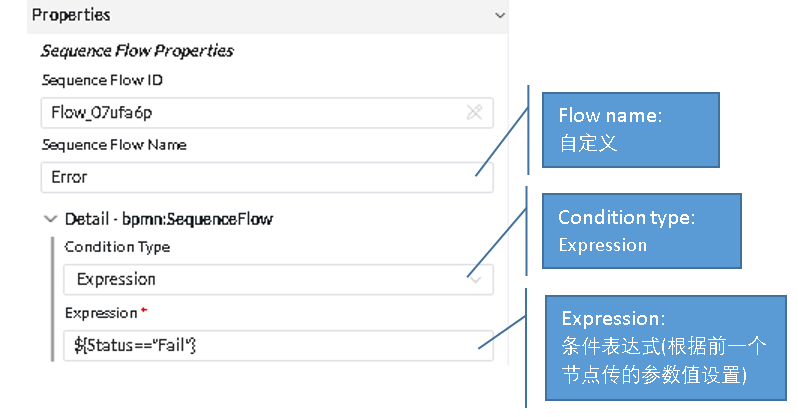 Properties
Sequence Flow Properties
Sequence Flow ID
Flow_07ufa6p
Sequence Flow Name
Error
Detail - bpmn:SequenceFlow
Condition Type
Expression
Expression *
${Status=="Fail"}
Flow name:
自定义
Condition type:
Expression
Expression:
条件表达式(根据前一个
节点传的参数值设置)